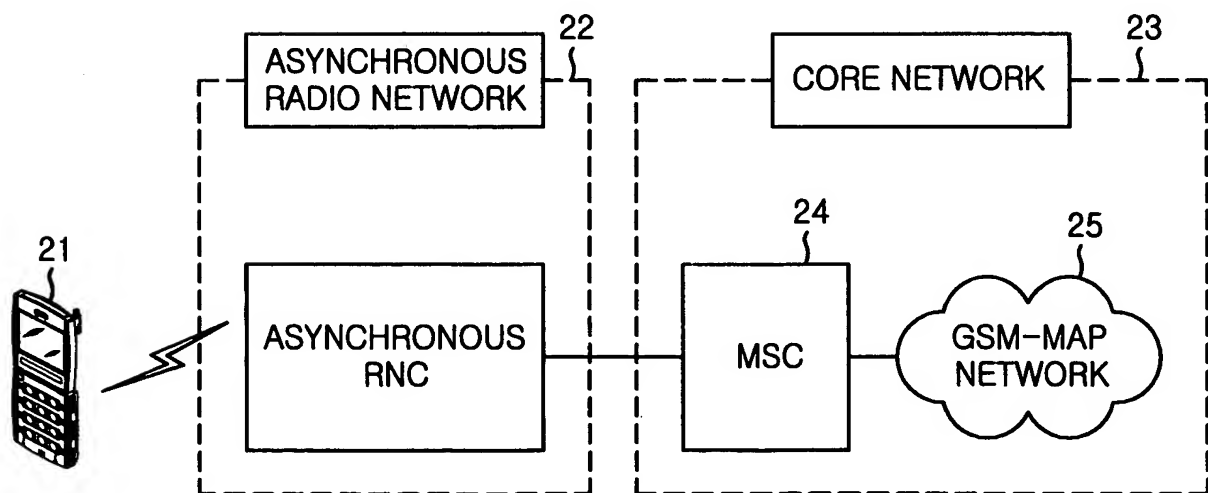 ASYNCHRONOUS
RADIO NETWORK
22
CORE NETWORK
23
21
ASYNCHRONOUS
RNC
24
MSC
25
GSM-MAP
NETWORK